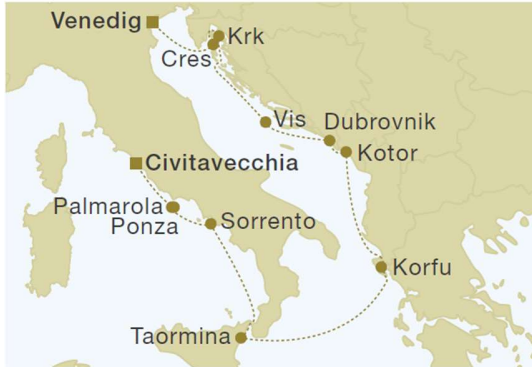 Venedig
Krk
Cres
Vis
Dubrovnik
Kotor
Civitavecchia
Palmarola
Ponza
Sorrento
Korfu
Taormina